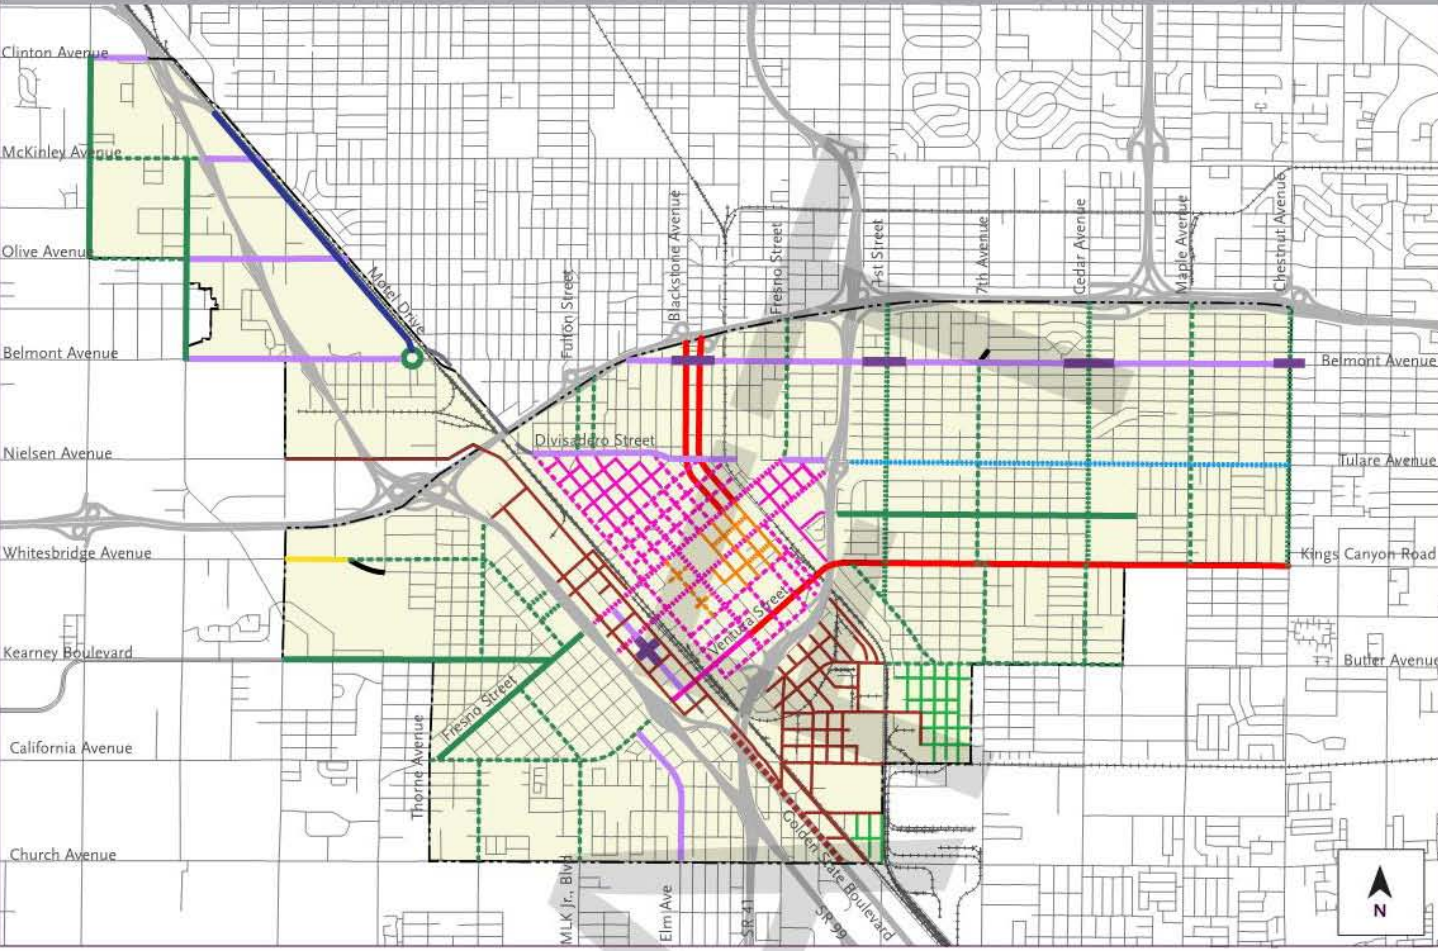 Clinton Avenue
McKinley Avenue
Blackstone Avenue
Chestnut Avenue
Maple Avenue
Cedar Avenue
Fresno Street
1st Street
7th Avenue
Olive Avenue
Motel Drive
Fulton Street
Belmont Avenue
Belmont Avenue
Divisadero Street
Nielsen Avenue
Tulare Avenue
Whitesbridge Avenue
Kings Canyon Road
Ventura Street
Kearney Boulevard
Butler Avenue
Fresno Street
California Avenue
Thorne Avenue
Golden State Boulevard
Church Avenue
MLK Jr., Blvd
Elm Ave
SR 41
SR 99
N